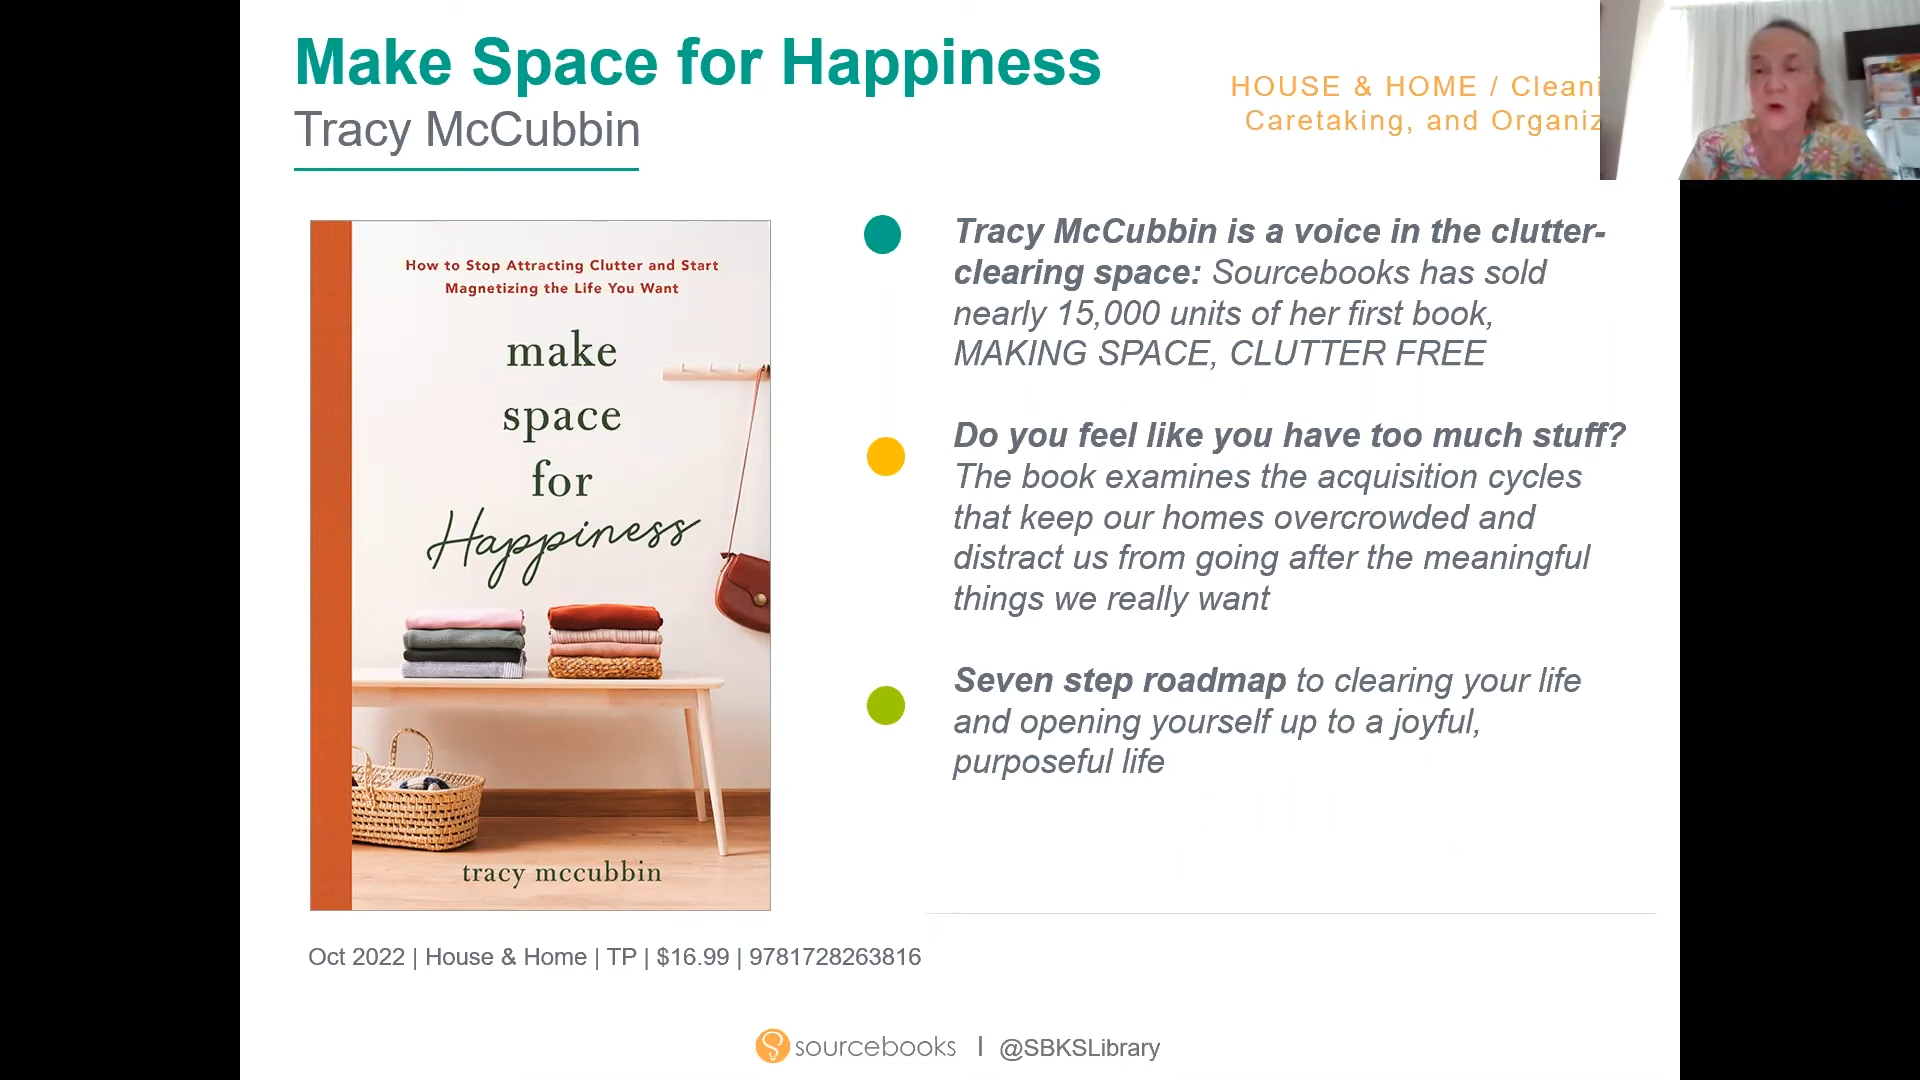 Make Space for Happiness
Tracy McCubbin
HOUSE & HOME / Cleani
Caretaking, and Organiz
How to Stop Attracting Clutter and Start
Magnetizing the Life You Want
make
space
for
Happiness
tracy mccubbin
Tracy McCubbin is a voice in the clutter-
clearing space: Sourcebooks has sold
nearly 15,000 units of her first book,
MAKING SPACE, CLUTTER FREE
Do you feel like you have too much stuff?
The book examines the acquisition cycles
that keep our homes overcrowded and
distract us from going after the meaningful
things we really want
Seven step roadmap to clearing your life
and opening yourself up to a joyful,
purposeful life
Oct 2022 | House & Home | TP | $16.99 | 9781728263816
sourcebooks | @SBKSLibrary